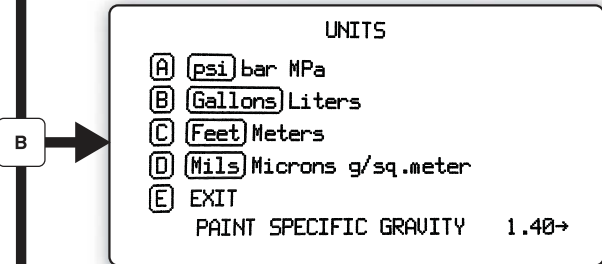 UNITS
A psi bar MPa
B Gallons Liters
B
C Feet Meters
D Mils Microns g/sq.meter
E EXIT
PAINT SPECIFIC GRAVITY 1.40→